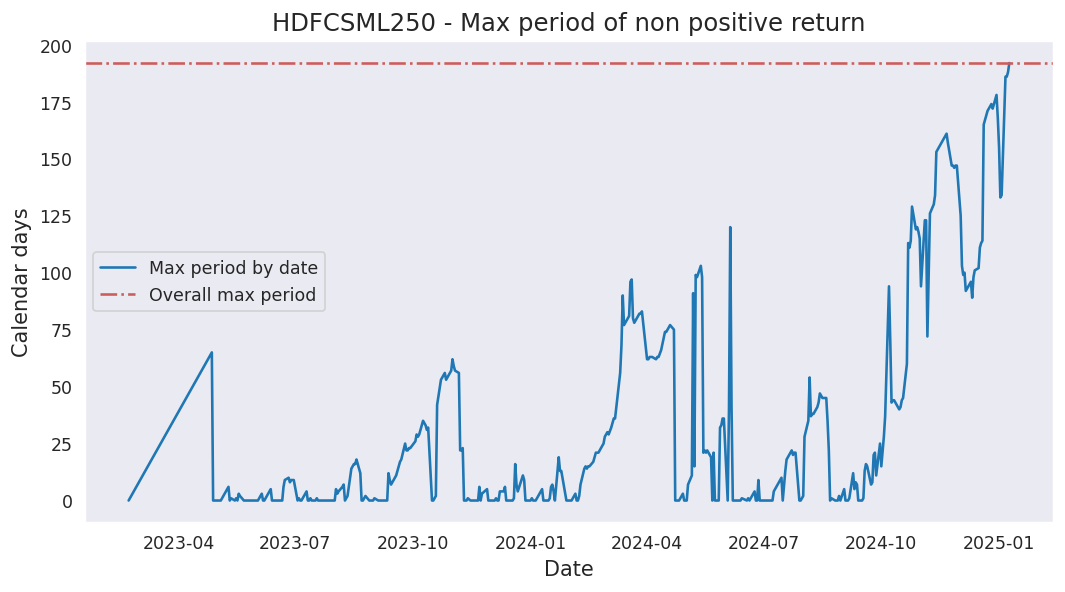 HDFCSML250 - Max period of non positive return
200
175
150
125
100
75
50
25
0
Calendar days
Max period by date
Overall max period
2023-04 2023-07 2023-10 2024-01 2024-04 2024-07 2024-10 2025-01
Date